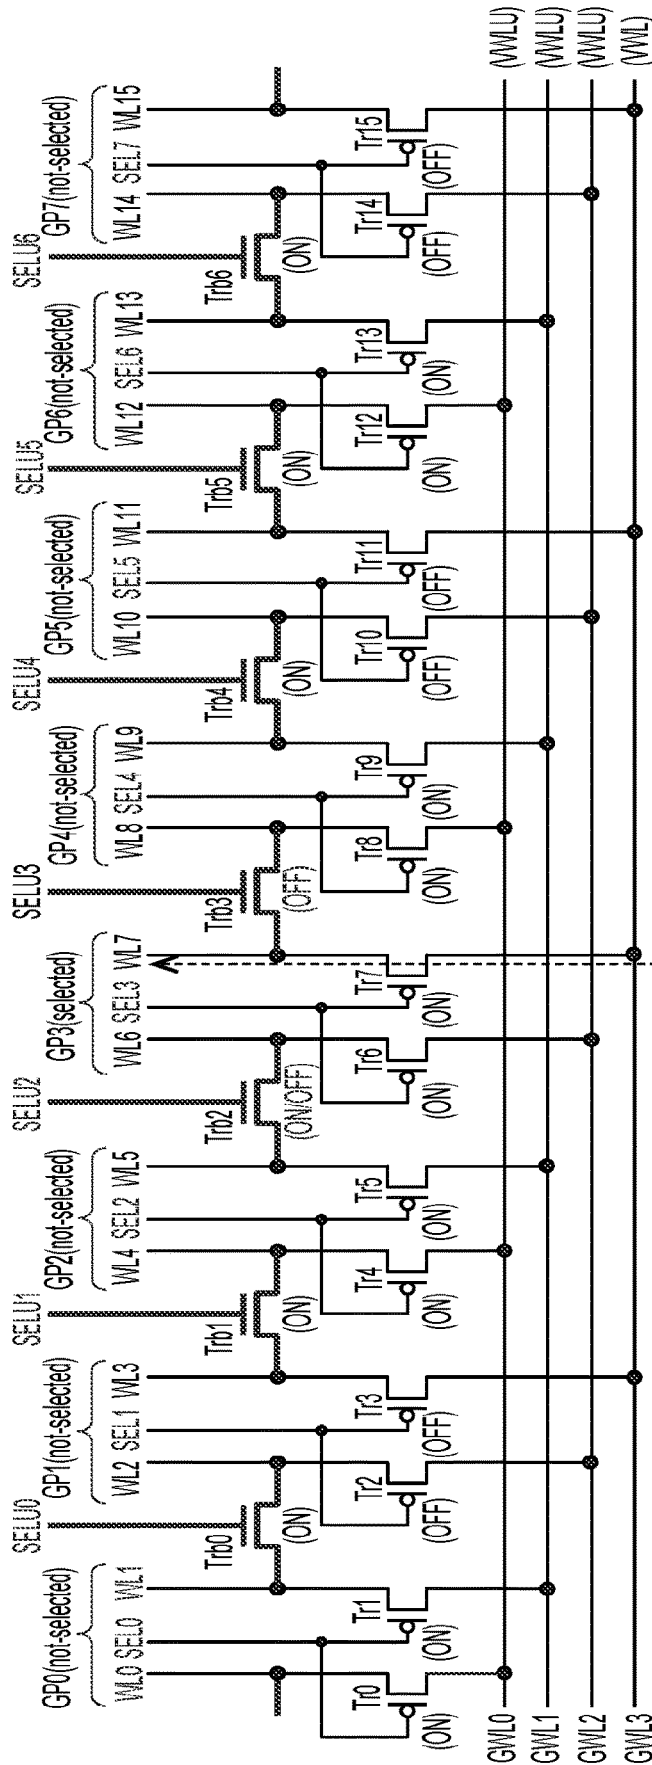 SELU0 SELU1 SELU2 SELU3 SELU4 SELU5 SELU6
GP0(not-selected) GP1(not-selected) GP2(not-selected) GP3(selected) GP4(not-selected) GP5(not-selected) GP6(not-selected) GP7(not-selected)
WL0 SEL0 WL1 WL2 SEL1 WL3 WL4 SEL2 WL5 WL6 SEL3 WL7 WL8 SEL4 WL9 WL10 SEL5 WL11 WL12 SEL6 WL13 WL14 SEL7 WL15
Trb0 Trb1 Trb2 Trb3 Trb4 Trb5 Trb6
(ON) (ON) (ON/OFF) (OFF) (ON) (ON) (ON)
Tr0 Tr1 Tr2 Tr3 Tr4 Tr5 Tr6 Tr7 Tr8 Tr9 Tr10 Tr11 Tr12 Tr13 Tr14 Tr15
(ON) (ON) (OFF) (OFF) (ON) (ON) (ON) (ON) (ON) (ON) (OFF) (OFF) (ON) (ON) (OFF) (OFF)
GWL0 (VWLU)
GWL1 (VWLU)
GWL2 (VWLU)
GWL3 (VWL)